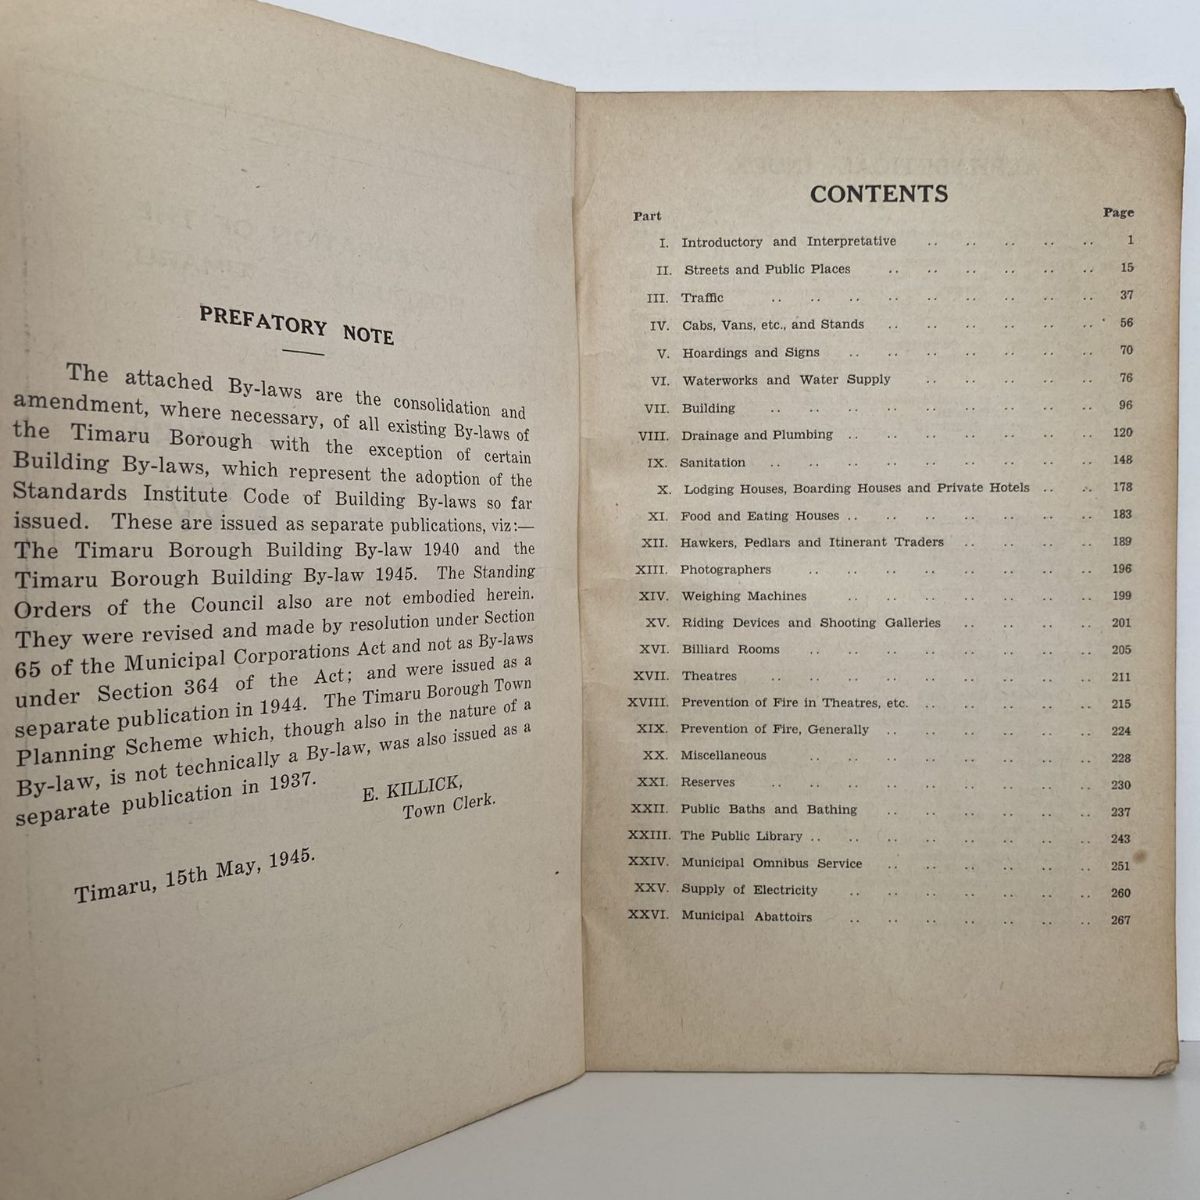 PREFATORY NOTE
The attached By-laws are the consolidation and
amendment, where necessary, of all existing By-laws of
the Timaru Borough with the exception of certain
Building By-laws, which represent the adoption of the
Standards Institute Code of Building By-laws so far
issued. These are issued as separate publications, viz:—
The Timaru Borough Building By-law 1940 and the
Timaru Borough Building By-law 1945. The Standing
Orders of the Council also are not embodied herein.
They were revised and made by resolution under Section
65 of the Municipal Corporations Act and not as By-laws
under Section 364 of the Act; and were issued as a
separate publication in 1944. The Timaru Borough Town
Planning Scheme which, though also in the nature of a
By-law, is not technically a By-law, was also issued as a
separate publication in 1937.
E. KILLICK,
Town Clerk.
Timaru, 15th May, 1945.
CONTENTS
Part Page
I. Introductory and Interpretative .. .. .. .. .. 1
II. Streets and Public Places .. .. .. .. .. .. 15
III. Traffic .. .. .. .. .. .. .. .. .. 37
IV. Cabs, Vans, etc., and Stands .. .. .. .. .. .. 56
V. Hoardings and Signs .. .. .. .. .. .. .. 70
VI. Waterworks and Water Supply .. .. .. .. .. 76
VII. Building .. .. .. .. .. .. .. .. .. 96
VIII. Drainage and Plumbing .. .. .. .. .. .. .. 120
IX. Sanitation .. .. .. .. .. .. .. .. .. 148
X. Lodging Houses, Boarding Houses and Private Hotels .. .. 178
XI. Food and Eating Houses .. .. .. .. .. .. .. 183
XII. Hawkers, Pedlars and Itinerant Traders .. .. .. .. 189
XIII. Photographers .. .. .. .. .. .. .. .. 196
XIV. Weighing Machines .. .. .. .. .. .. .. 199
XV. Riding Devices and Shooting Galleries .. .. .. .. 201
XVI. Billiard Rooms .. .. .. .. .. .. .. .. 205
XVII. Theatres .. .. .. .. .. .. .. .. .. 211
XVIII. Prevention of Fire in Theatres, etc. .. .. .. .. .. 215
XIX. Prevention of Fire, Generally .. .. .. .. .. .. 224
XX. Miscellaneous .. .. .. .. .. .. .. .. 228
XXI. Reserves .. .. .. .. .. .. .. .. .. 230
XXII. Public Baths and Bathing .. .. .. .. .. .. 237
XXIII. The Public Library .. .. .. .. .. .. .. .. 243
XXIV. Municipal Omnibus Service .. .. .. .. .. .. 251
XXV. Supply of Electricity .. .. .. .. .. .. .. 260
XXVI. Municipal Abattoirs .. .. .. .. .. .. .. 267